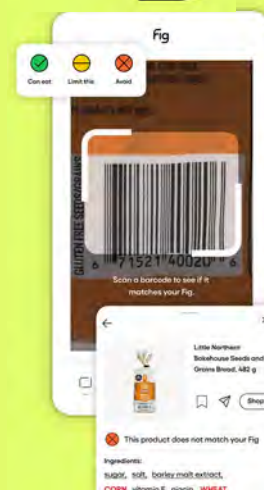 Fig
Can eat
Limit this
Avoid
GLUTEN FREE SEEDS/GRAINS
6 71521 40020 6
Scan a barcode to see if it
matches your Fig.
Little Northern
Bakehouse Seeds and
Grains Bread, 482 g
Shop
This product does not match your Fig
Ingredients:
sugar, salt, barley malt extract,
CORN, vitamin E, niacin, WHEAT